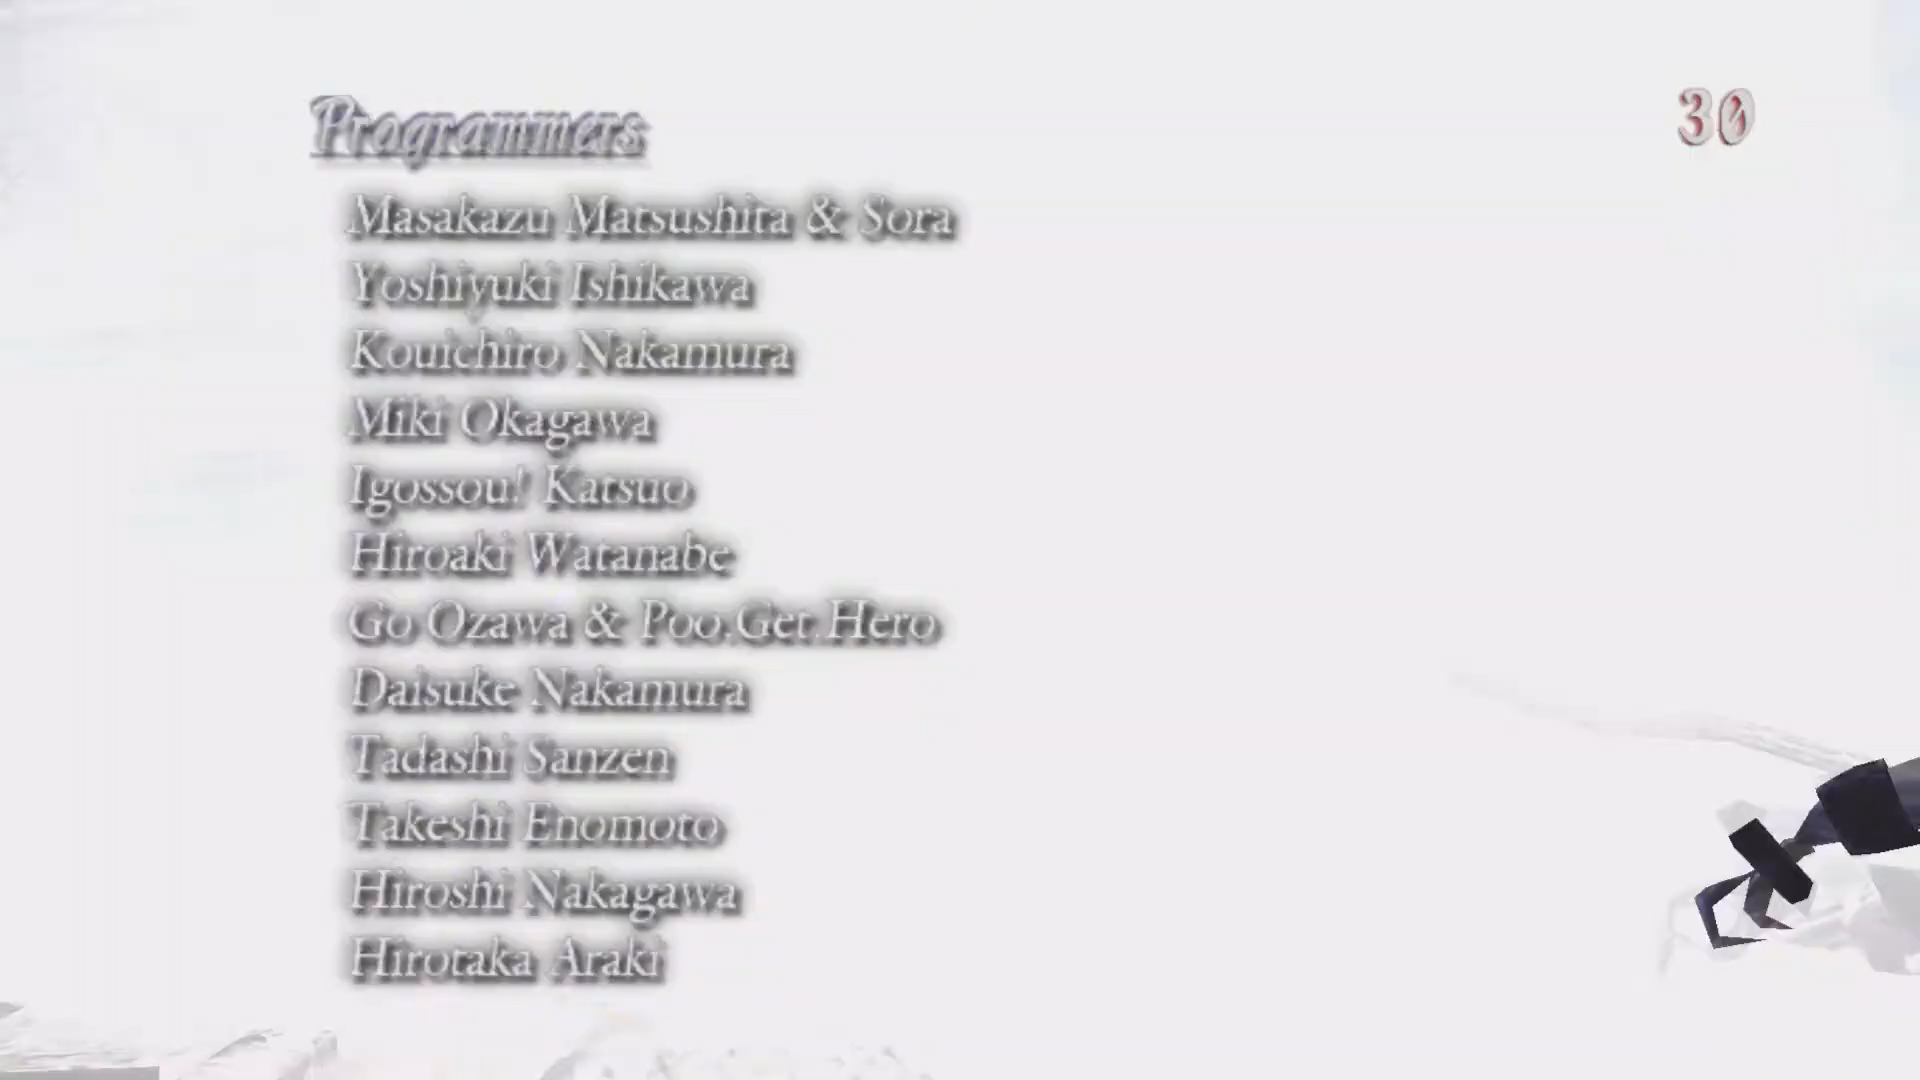 Programmers
30
Masakazu Matsushita & Sora
Yoshiyuki Ishikawa
Kouichiro Nakamura
Miki Okagawa
Igossou! Katsuo
Hiroaki Watanabe
Go Ozawa & Poo.Get.Hero
Daisuke Nakamura
Tadashi Sanzen
Takeshi Enomoto
Hiroshi Nakagawa
Hirotaka Araki